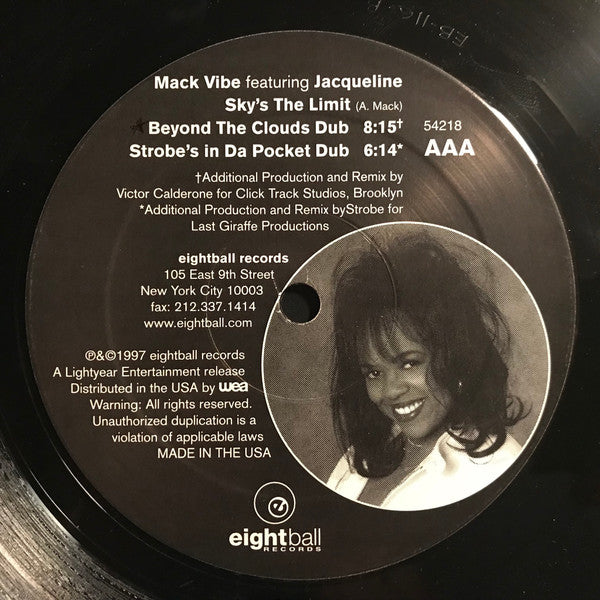 Mack Vibe featuring Jacqueline
Sky's The Limit (A. Mack)
Beyond The Clouds Dub 8:15†
Strobe's in Da Pocket Dub 6:14*
54218
AAA
†Additional Production and Remix by
Victor Calderone for Click Track Studios, Brooklyn
*Additional Production and Remix byStrobe for
Last Giraffe Productions
eightball records
105 East 9th Street
New York City 10003
fax: 212.337.1414
www.eightball.com
℗&©1997 eightball records
A Lightyear Entertainment release
Distributed in the USA by wea
Warning: All rights reserved.
Unauthorized duplication is a
violation of applicable laws
MADE IN THE USA
eightball
RECORDS